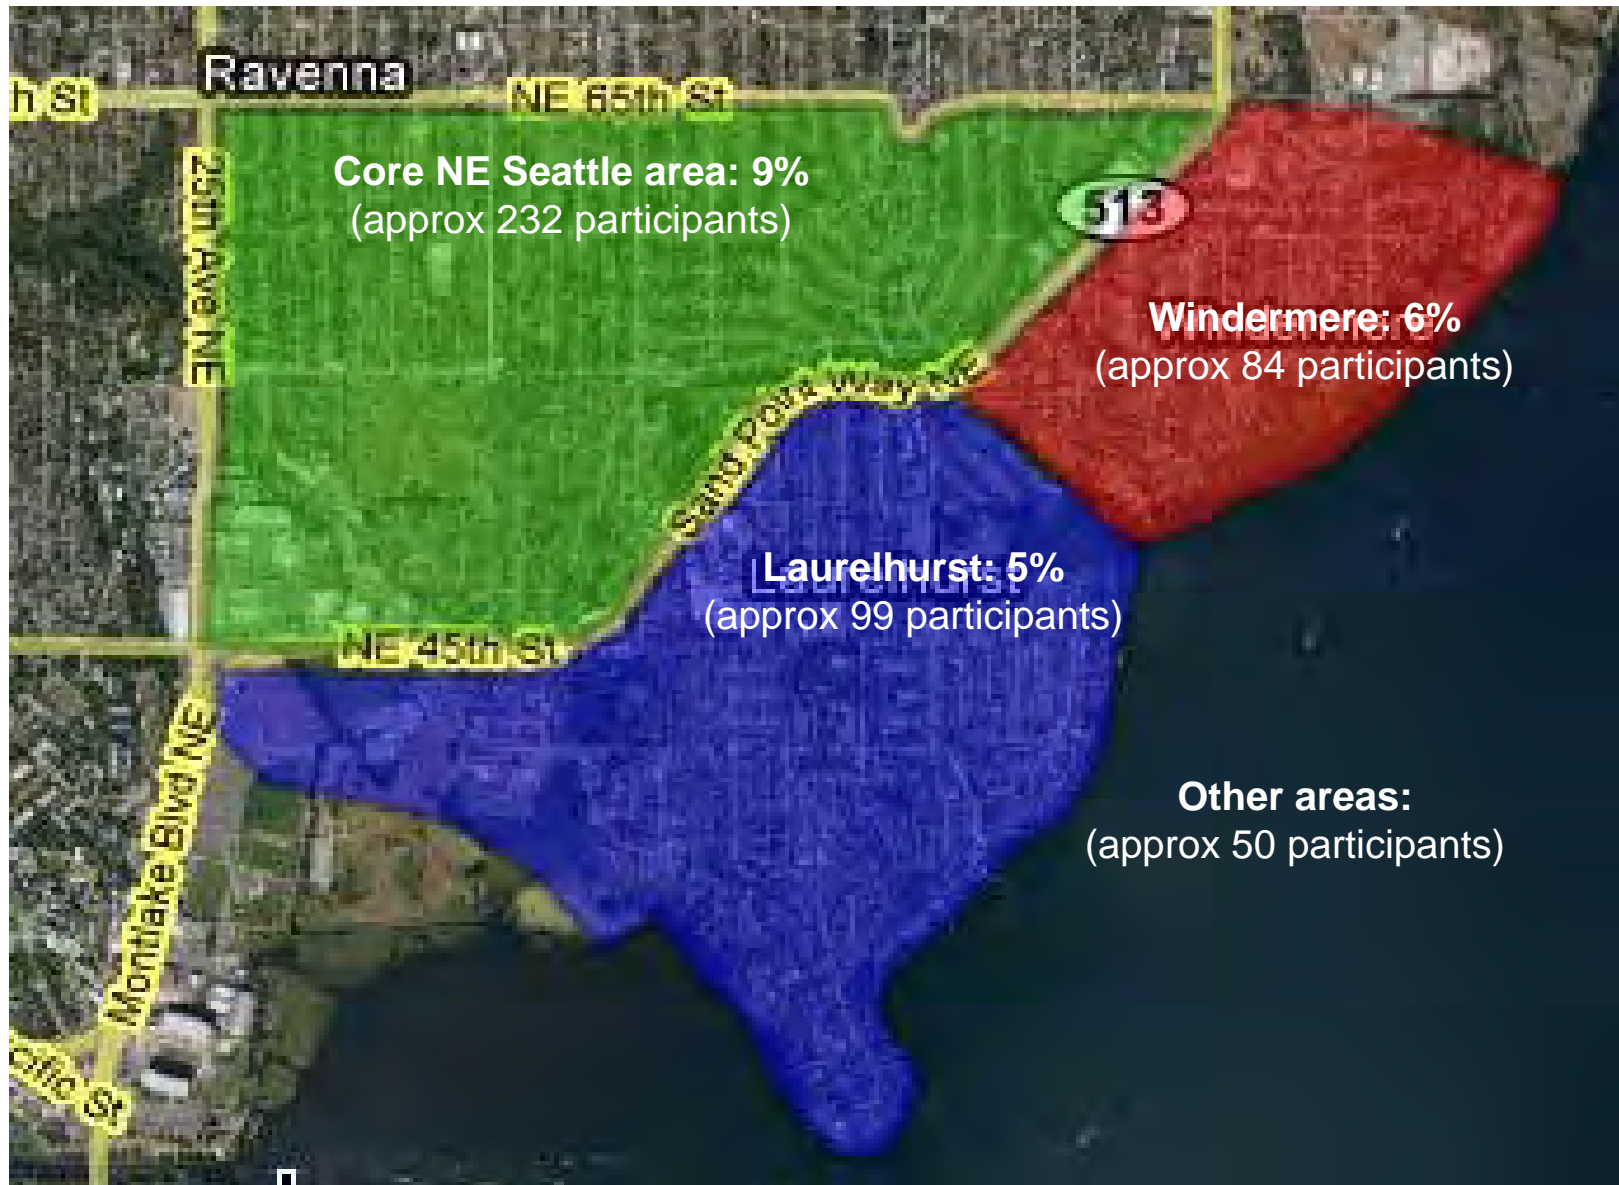 Ravenna
h St
NE 65th St
25th Ave NE
Core NE Seattle area: 9%
(approx 232 participants)
513
Windermere: 6%
(approx 84 participants)
Sand Point Way NE
Laurelhurst: 5%
Laurelhurst
(approx 99 participants)
NE 45th St
Montlake Blvd NE
Other areas:
(approx 50 participants)
cific St